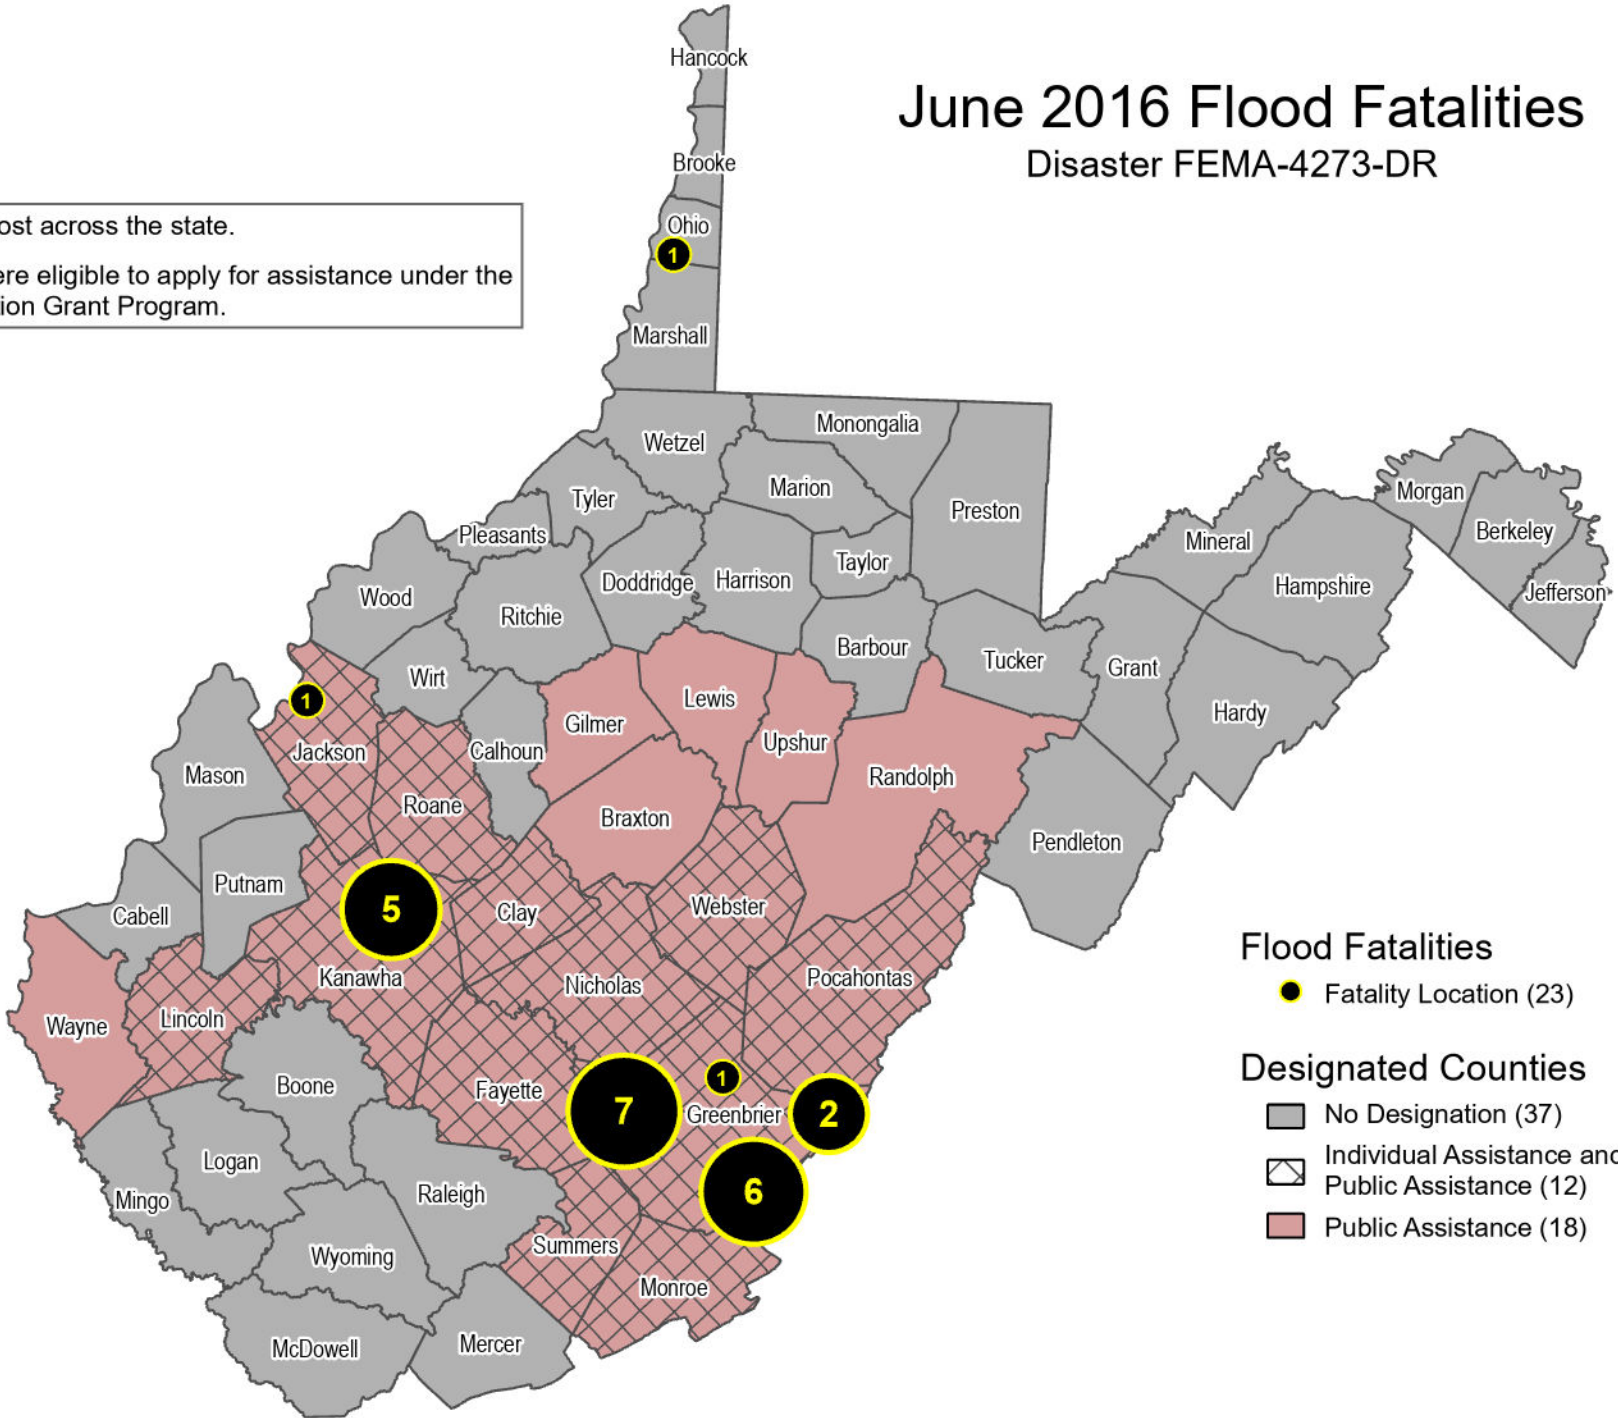 June 2016 Flood Fatalities
Disaster FEMA-4273-DR
ost across the state.
ere eligible to apply for assistance under the
ion Grant Program.
Hancock
Brooke
Ohio
1
Marshall
Wetzel
Monongalia
Marion
Preston
Tyler
Pleasants
Taylor
Morgan
Berkeley
Mineral
Jefferson
Hampshire
Wood
Doddridge
Harrison
Ritchie
Barbour
Tucker
Grant
Wirt
Lewis
1
Gilmer
Hardy
Upshur
Jackson
Calhoun
Mason
Randolph
Roane
Braxton
Pendleton
Putnam
5
Clay
Webster
Cabell
Kanawha
Nicholas
Pocahontas
Wayne
Lincoln
Boone
Fayette
1
7
Greenbrier
2
Logan
6
Mingo
Raleigh
Summers
Wyoming
Monroe
McDowell
Mercer
Flood Fatalities
Fatality Location (23)
Designated Counties
No Designation (37)
Individual Assistance and
Public Assistance (12)
Public Assistance (18)